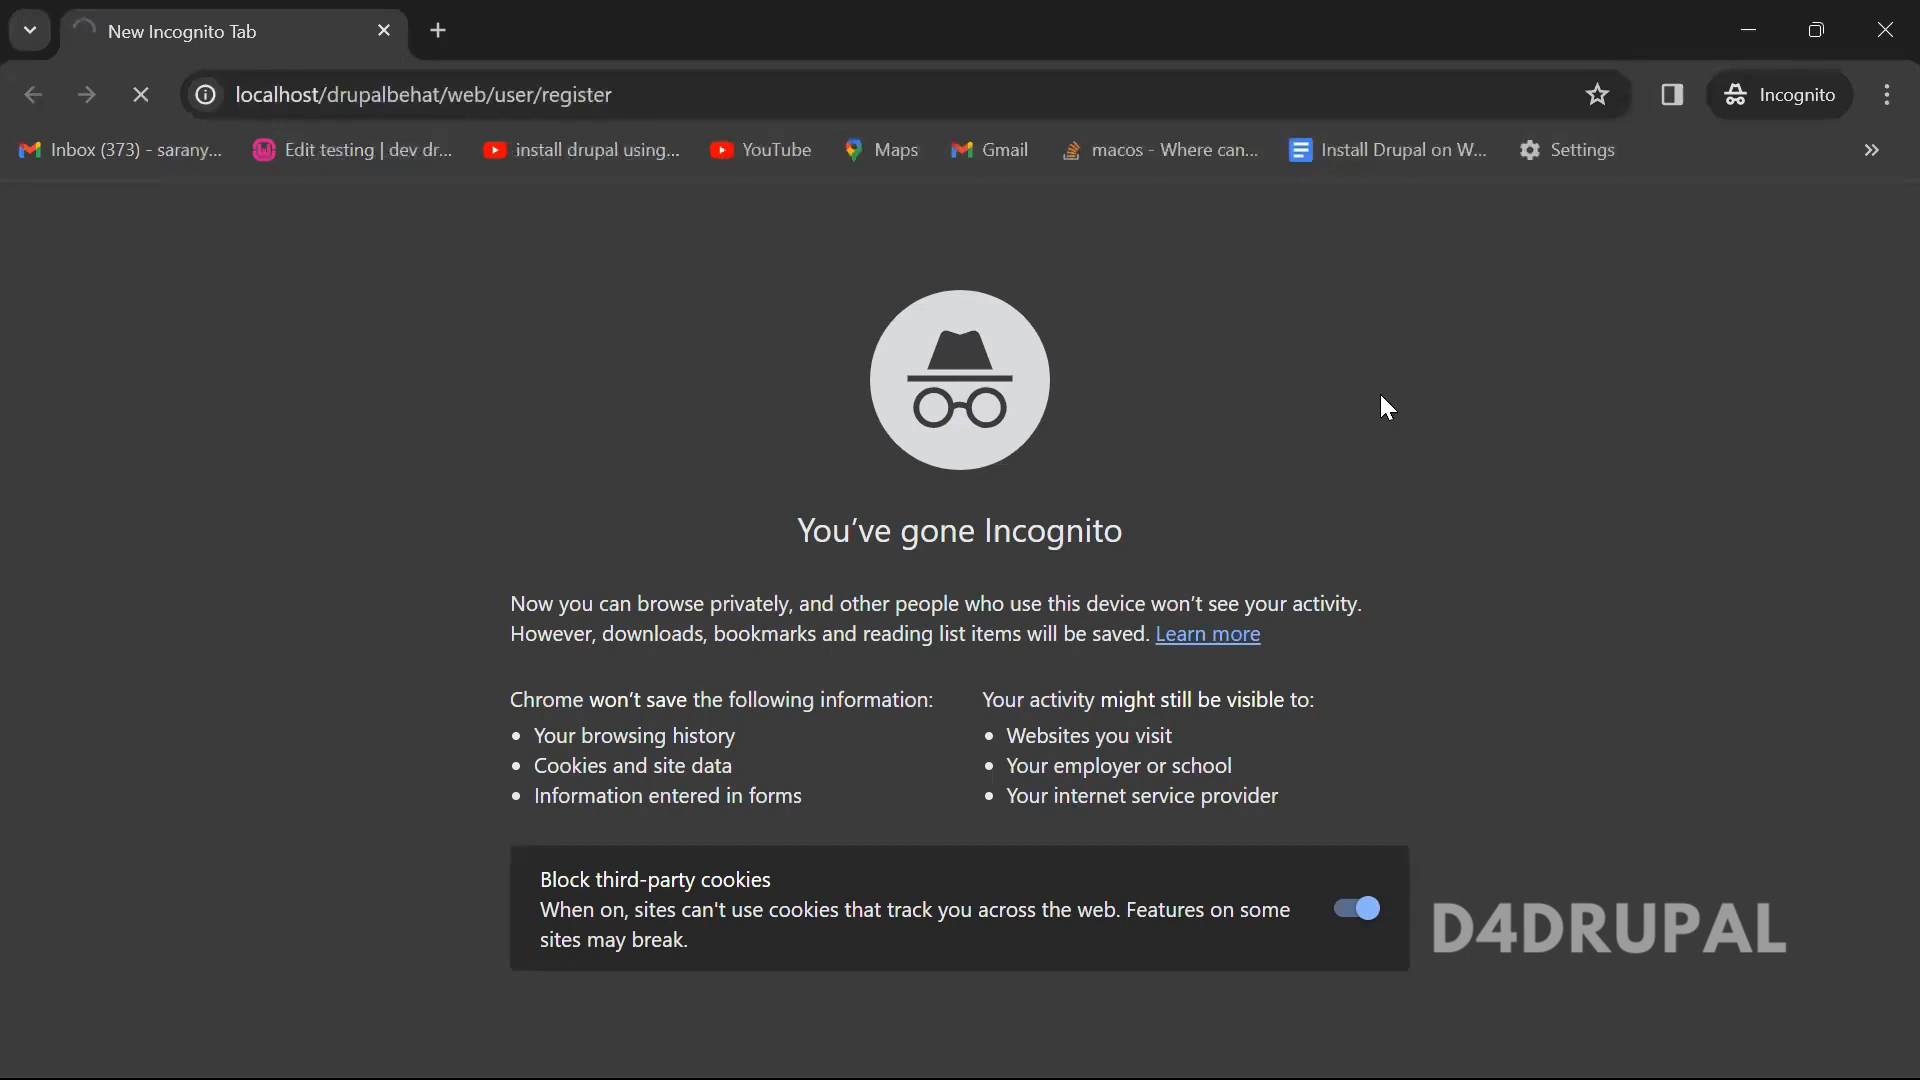 New Incognito Tab
localhost/drupalbehat/web/user/register
Incognito
Inbox (373) - sarany... Edit testing | dev dr... install drupal using... YouTube Maps Gmail macos - Where can... Install Drupal on W... Settings
You've gone Incognito
Now you can browse privately, and other people who use this device won't see your activity.
However, downloads, bookmarks and reading list items will be saved. Learn more
Chrome won't save the following information:
Your browsing history
Cookies and site data
Information entered in forms
Your activity might still be visible to:
Websites you visit
Your employer or school
Your internet service provider
Block third-party cookies
When on, sites can't use cookies that track you across the web. Features on some
sites may break.
D4DRUPAL